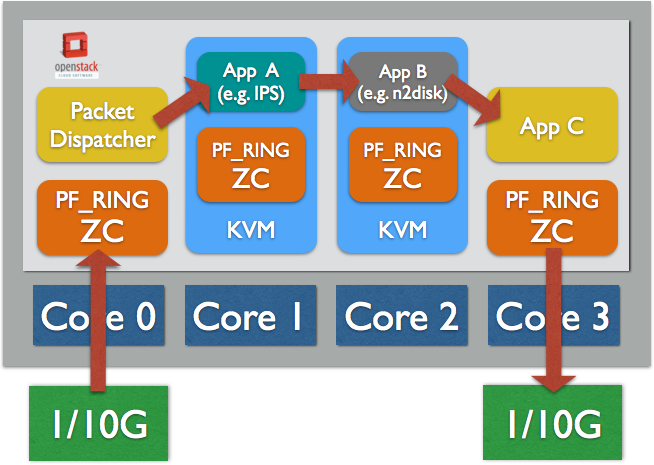 openstack
CLOUD SOFTWARE
Packet
Dispatcher
App A
(e.g. IPS)
App B
(e.g. n2disk)
App C
PF_RING
ZC
PF_RING
ZC
KVM
PF_RING
ZC
KVM
PF_RING
ZC
Core 0
Core 1
Core 2
Core 3
1/10G
1/10G